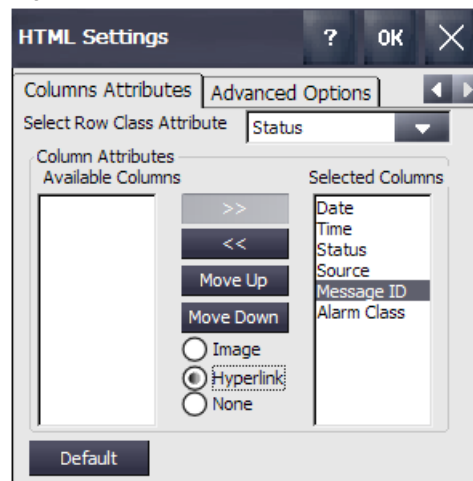 HTML Settings ? OK X
Columns Attributes Advanced Options
Select Row Class Attribute Status
Column Attributes
Available Columns Selected Columns
>>
<<
Move Up
Move Down
Image
Hyperlink
None
Date
Time
Status
Source
Message ID
Alarm Class
Default